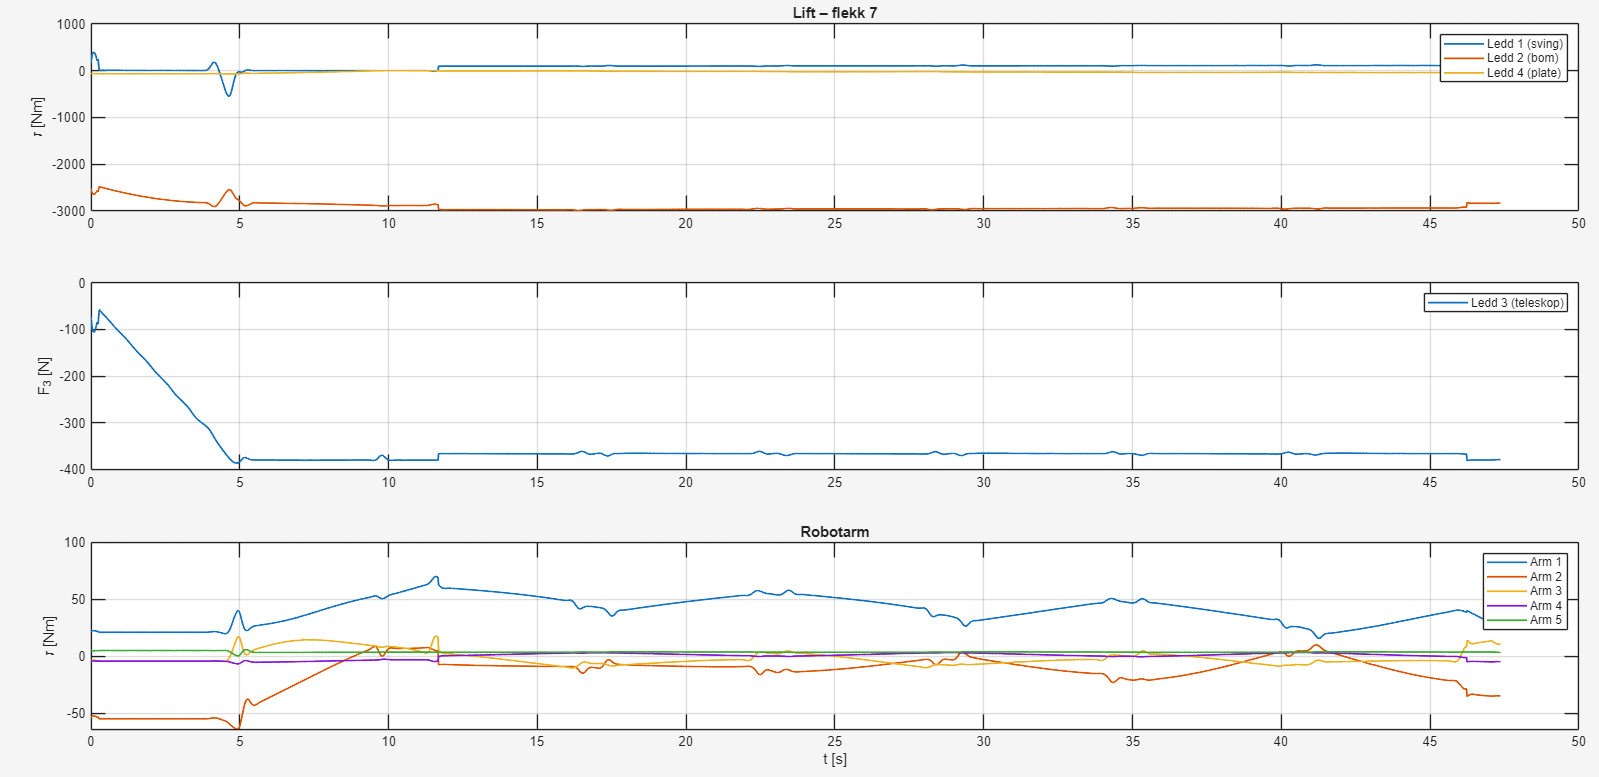 Lift – flekk 7
1000
0
-1000
-2000
-3000
τ [Nm]
0 5 10 15 20 25 30 35 40 45 50
Ledd 1 (sving)
Ledd 2 (bom)
Ledd 4 (plate)
0
-100
-200
-300
-400
F₃ [N]
0 5 10 15 20 25 30 35 40 45 50
Ledd 3 (teleskop)
Robotarm
100
50
0
-50
τ [Nm]
0 5 10 15 20 25 30 35 40 45 50
t [s]
Arm 1
Arm 2
Arm 3
Arm 4
Arm 5